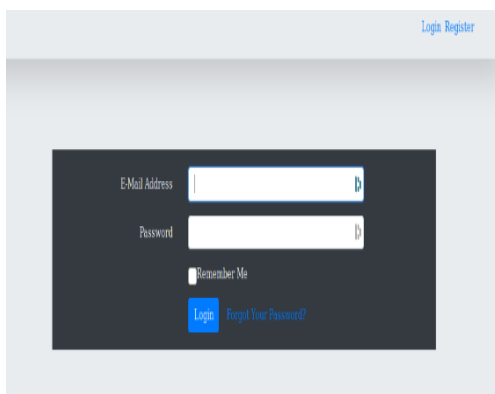 Login Register
E-Mail Address
Password
Remember Me
Login Forgot Your Password?